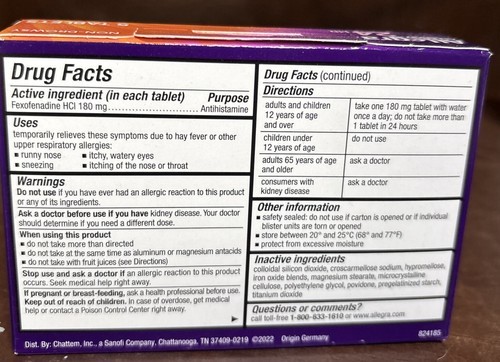 NON-DROWSY
5 TABLETS
Drug Facts
Active ingredient (in each tablet) Purpose
Fexofenadine HCl 180 mg............................Antihistamine
Uses
temporarily relieves these symptoms due to hay fever or other
upper respiratory allergies:
■ runny nose ■ itchy, watery eyes
■ sneezing ■ itching of the nose or throat
Warnings
Do not use if you have ever had an allergic reaction to this product
or any of its ingredients.
Ask a doctor before use if you have kidney disease. Your doctor
should determine if you need a different dose.
When using this product
■ do not take more than directed
■ do not take at the same time as aluminum or magnesium antacids
■ do not take with fruit juices (see Directions)
Stop use and ask a doctor if an allergic reaction to this product
occurs. Seek medical help right away.
If pregnant or breast-feeding, ask a health professional before use.
Keep out of reach of children. In case of overdose, get medical
help or contact a Poison Control Center right away.
Drug Facts (continued)
Directions
adults and children 12 years of age and over take one 180 mg tablet with water once a day; do not take more than 1 tablet in 24 hours
children under 12 years of age do not use
adults 65 years of age and older ask a doctor
consumers with kidney disease ask a doctor
Other information
■ safety sealed: do not use if carton is opened or if individual
blister units are torn or opened
■ store between 20° and 25°C (68° and 77°F)
■ protect from excessive moisture
Inactive ingredients
colloidal silicon dioxide, croscarmellose sodium, hypromellose,
iron oxide blends, magnesium stearate, microcrystalline
cellulose, polyethylene glycol, povidone, pregelatinized starch,
titanium dioxide
Questions or comments?
call toll-free 1-800-633-1610 or www.allegra.com
Dist. By: Chattem, Inc., a Sanofi Company, Chattanooga, TN 37409-0219 ©2022 Origin Germany 824185